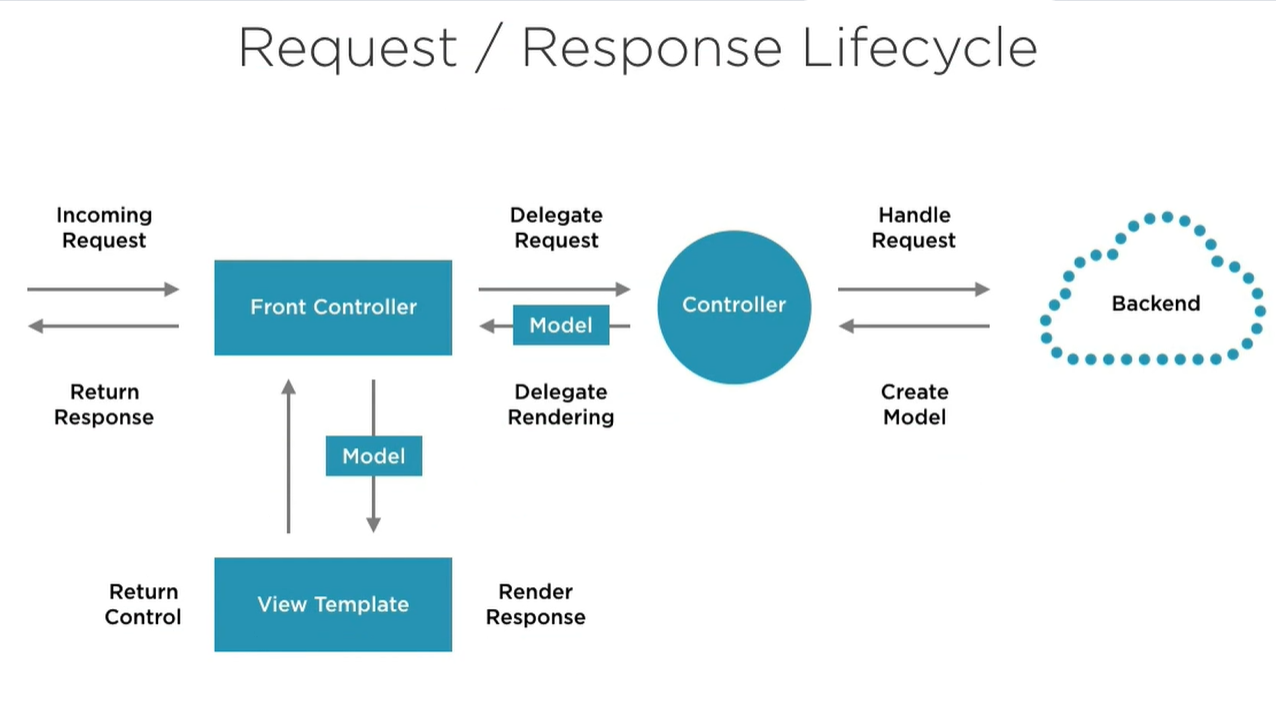 Request / Response Lifecycle
Incoming
Request
Delegate
Request
Handle
Request
Front Controller
Model
Controller
Backend
Return
Response
Delegate
Rendering
Create
Model
Model
Return
Control
View Template
Render
Response